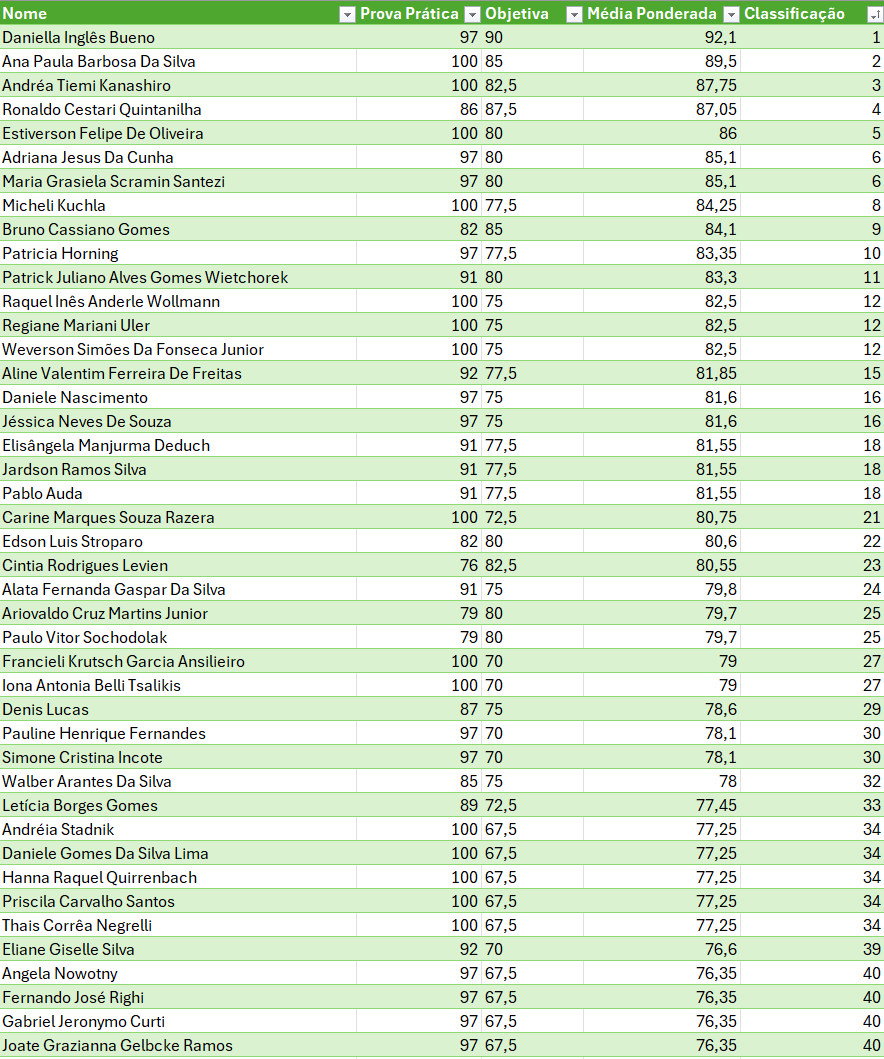 Nome Prova Prática Objetiva Média Ponderada Classificação
Daniella Inglês Bueno 97 90 92,1 1
Ana Paula Barbosa Da Silva 100 85 89,5 2
Andréa Tiemi Kanashiro 100 82,5 87,75 3
Ronaldo Cestari Quintanilha 86 87,5 87,05 4
Estiverson Felipe De Oliveira 100 80 86 5
Adriana Jesus Da Cunha 97 80 85,1 6
Maria Grasiela Scramin Santezi 97 80 85,1 6
Micheli Kuchla 100 77,5 84,25 8
Bruno Cassiano Gomes 82 85 84,1 9
Patricia Horning 97 77,5 83,35 10
Patrick Juliano Alves Gomes Wietchorek 91 80 83,3 11
Raquel Inês Anderle Wollmann 100 75 82,5 12
Regiane Mariani Uler 100 75 82,5 12
Weverson Simões Da Fonseca Junior 100 75 82,5 12
Aline Valentim Ferreira De Freitas 92 77,5 81,85 15
Daniele Nascimento 97 75 81,6 16
Jéssica Neves De Souza 97 75 81,6 16
Elisângela Manjurma Deduch 91 77,5 81,55 18
Jardson Ramos Silva 91 77,5 81,55 18
Pablo Auda 91 77,5 81,55 18
Carine Marques Souza Razera 100 72,5 80,75 21
Edson Luis Stroparo 82 80 80,6 22
Cintia Rodrigues Levien 76 82,5 80,55 23
Alata Fernanda Gaspar Da Silva 91 75 79,8 24
Ariovaldo Cruz Martins Junior 79 80 79,7 25
Paulo Vitor Sochodolak 79 80 79,7 25
Francieli Krutsch Garcia Ansilieiro 100 70 79 27
Iona Antonia Belli Tsalikis 100 70 79 27
Denis Lucas 87 75 78,6 29
Pauline Henrique Fernandes 97 70 78,1 30
Simone Cristina Incote 97 70 78,1 30
Walber Arantes Da Silva 85 75 78 32
Letícia Borges Gomes 89 72,5 77,45 33
Andréia Stadnik 100 67,5 77,25 34
Daniele Gomes Da Silva Lima 100 67,5 77,25 34
Hanna Raquel Quirrenbach 100 67,5 77,25 34
Priscila Carvalho Santos 100 67,5 77,25 34
Thais Corrêa Negrelli 100 67,5 77,25 34
Eliane Giselle Silva 92 70 76,6 39
Angela Nowotny 97 67,5 76,35 40
Fernando José Righi 97 67,5 76,35 40
Gabriel Jeronymo Curti 97 67,5 76,35 40
Joate Grazianna Gelbcke Ramos 97 67,5 76,35 40